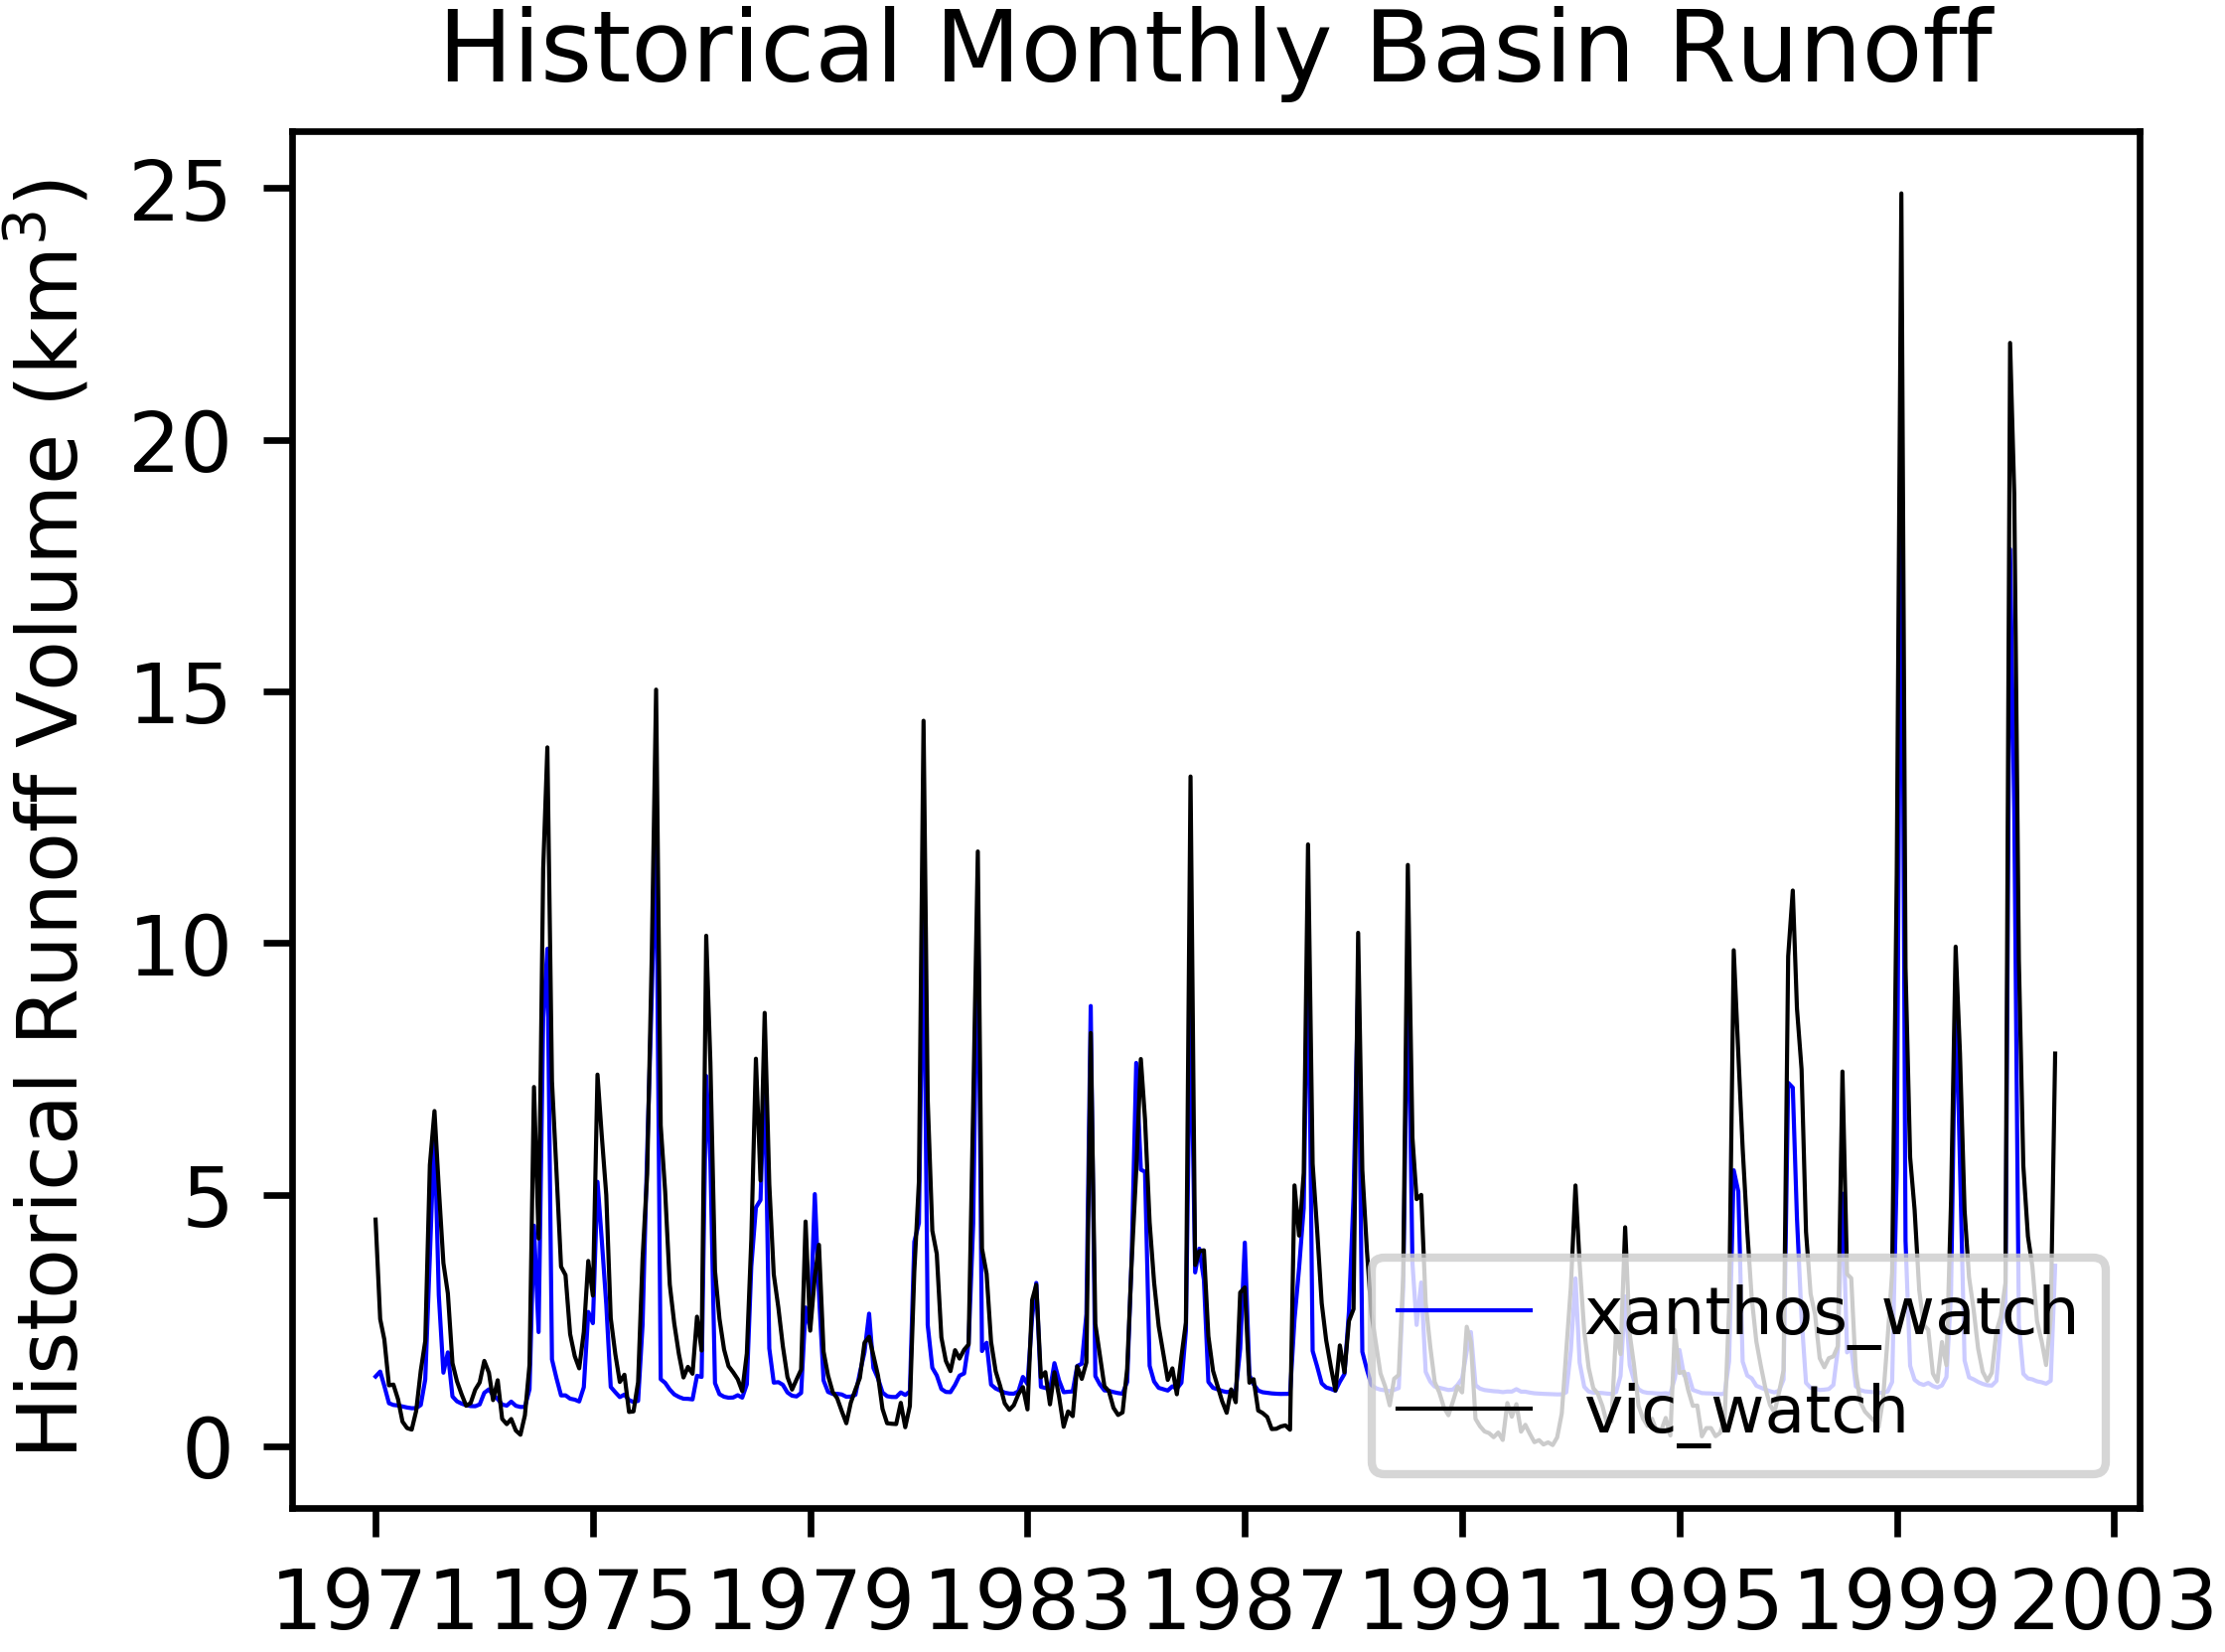 Historical Monthly Basin Runoff
Historical Runoff Volume (km³)
25
20
15
10
5
0
xanthos_watch
vic_watch
1971 1975 1979 1983 1987 1991 1995 1999 2003